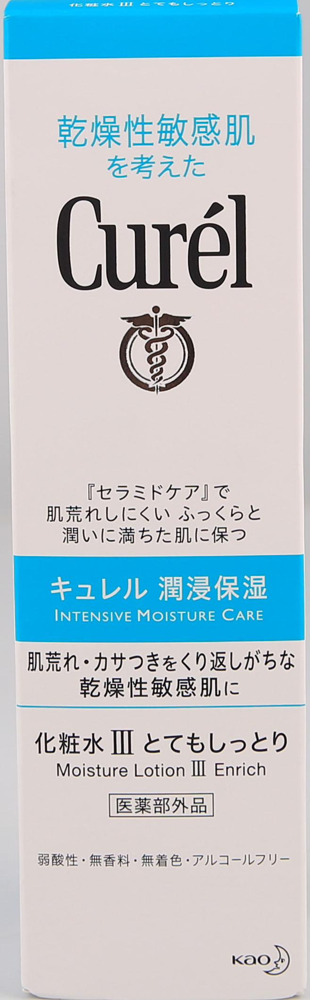 化粧水 III とてもしっとり
乾燥性敏感肌
を考えた
Curél
『セラミドケア』で
肌荒れしにくい ふっくらと
潤いに満ちた肌に保つ
キュレル 潤浸保湿
INTENSIVE MOISTURE CARE
肌荒れ・カサつきをくり返しがちな
乾燥性敏感肌に
化粧水 III とてもしっとり
Moisture Lotion III Enrich
医薬部外品
弱酸性・無香料・無着色・アルコールフリー
Kao